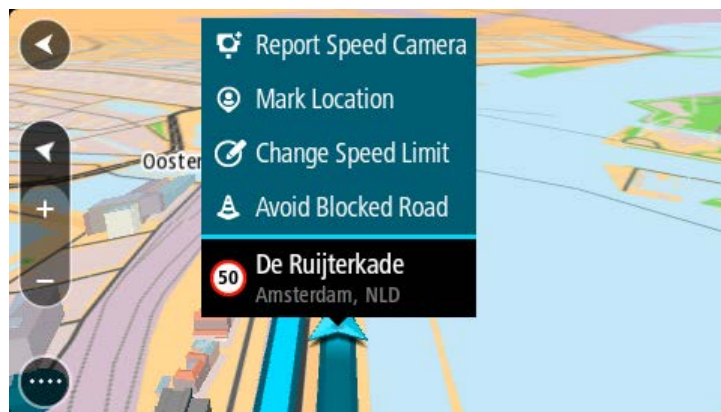 Report Speed Camera
Mark Location
Change Speed Limit
Ooster
Avoid Blocked Road
50
De Ruijterkade
Amsterdam, NLD